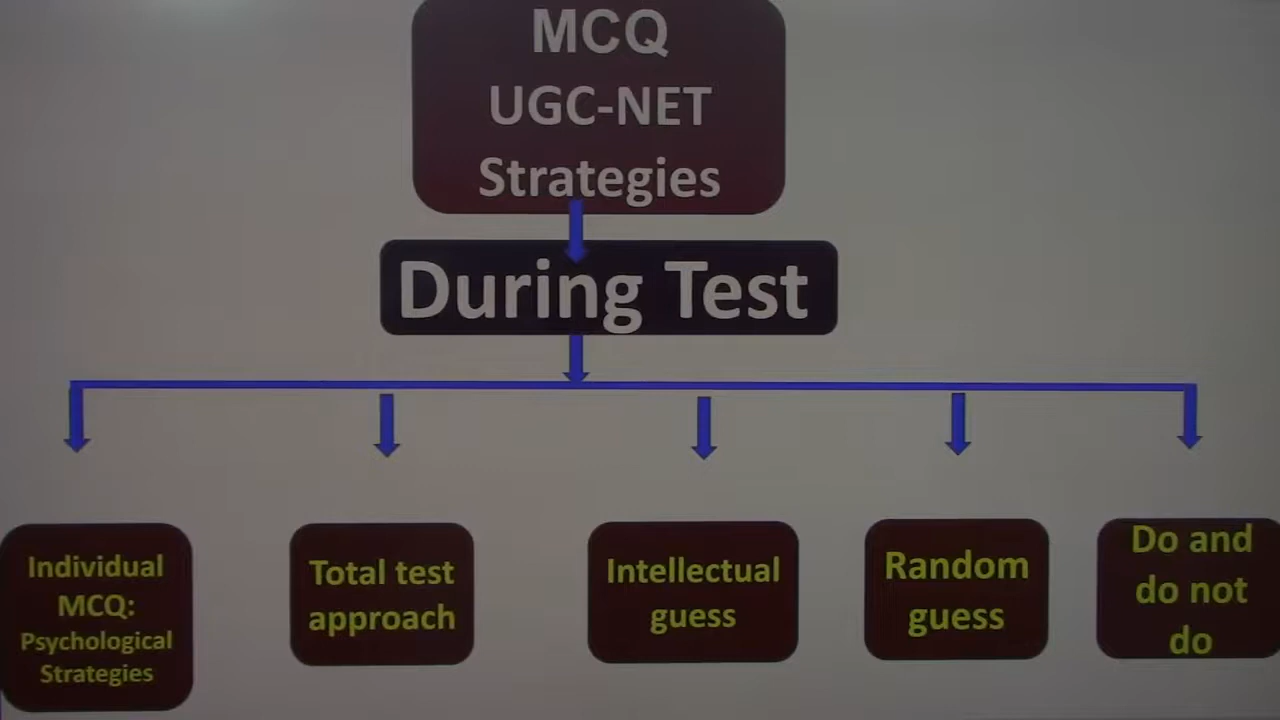 MCQ
UGC-NET
Strategies
During Test
Individual
MCQ:
Psychological
Strategies
Total test
approach
Intellectual
guess
Random
guess
Do and
do not
do